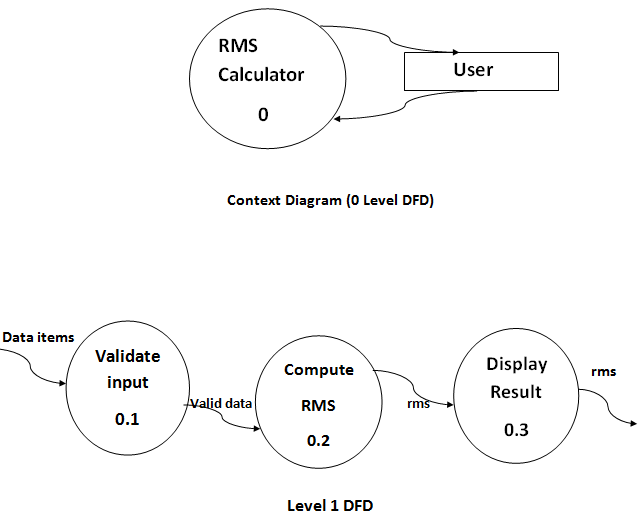 RMS
Calculator
0
User
Context Diagram (0 Level DFD)
Data items
Validate
input
0.1
Valid data
Compute
RMS
0.2
rms
Display
Result
0.3
rms
Level 1 DFD